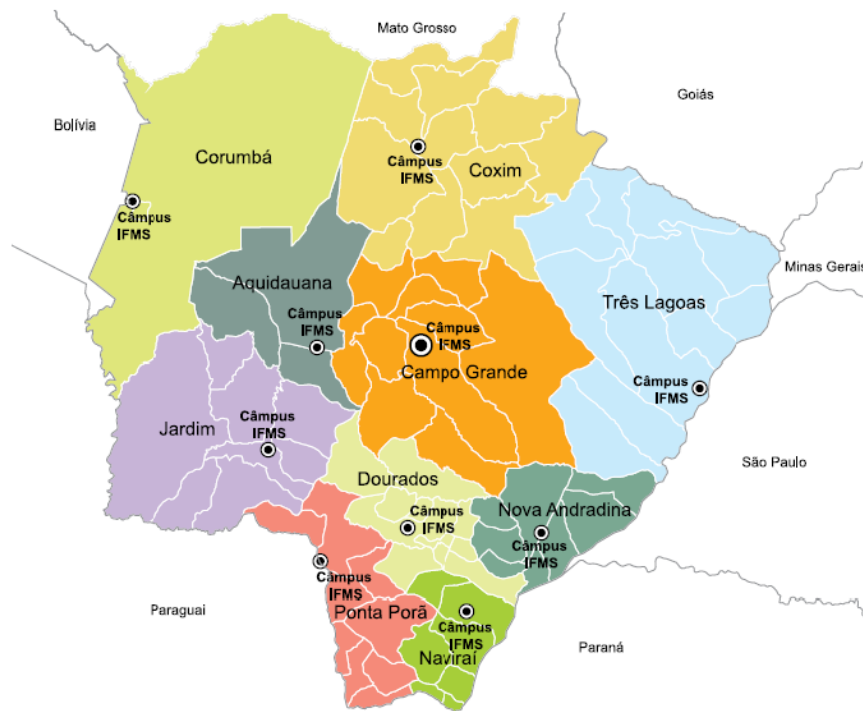 Mato Grosso
Goiás
Bolívia
Corumbá
Câmpus
IFMS
Coxim
Câmpus
IFMS
Minas Gerais
Aquidauana
Três Lagoas
Câmpus
IFMS
Câmpus
IFMS
Campo Grande
Câmpus
IFMS
Jardim
Câmpus
IFMS
São Paulo
Dourados
Câmpus
IFMS
Nova Andradina
Câmpus
IFMS
Câmpus
IFMS
Paraguai
Ponta Porã
Câmpus
IFMS
Naviraí
Paraná